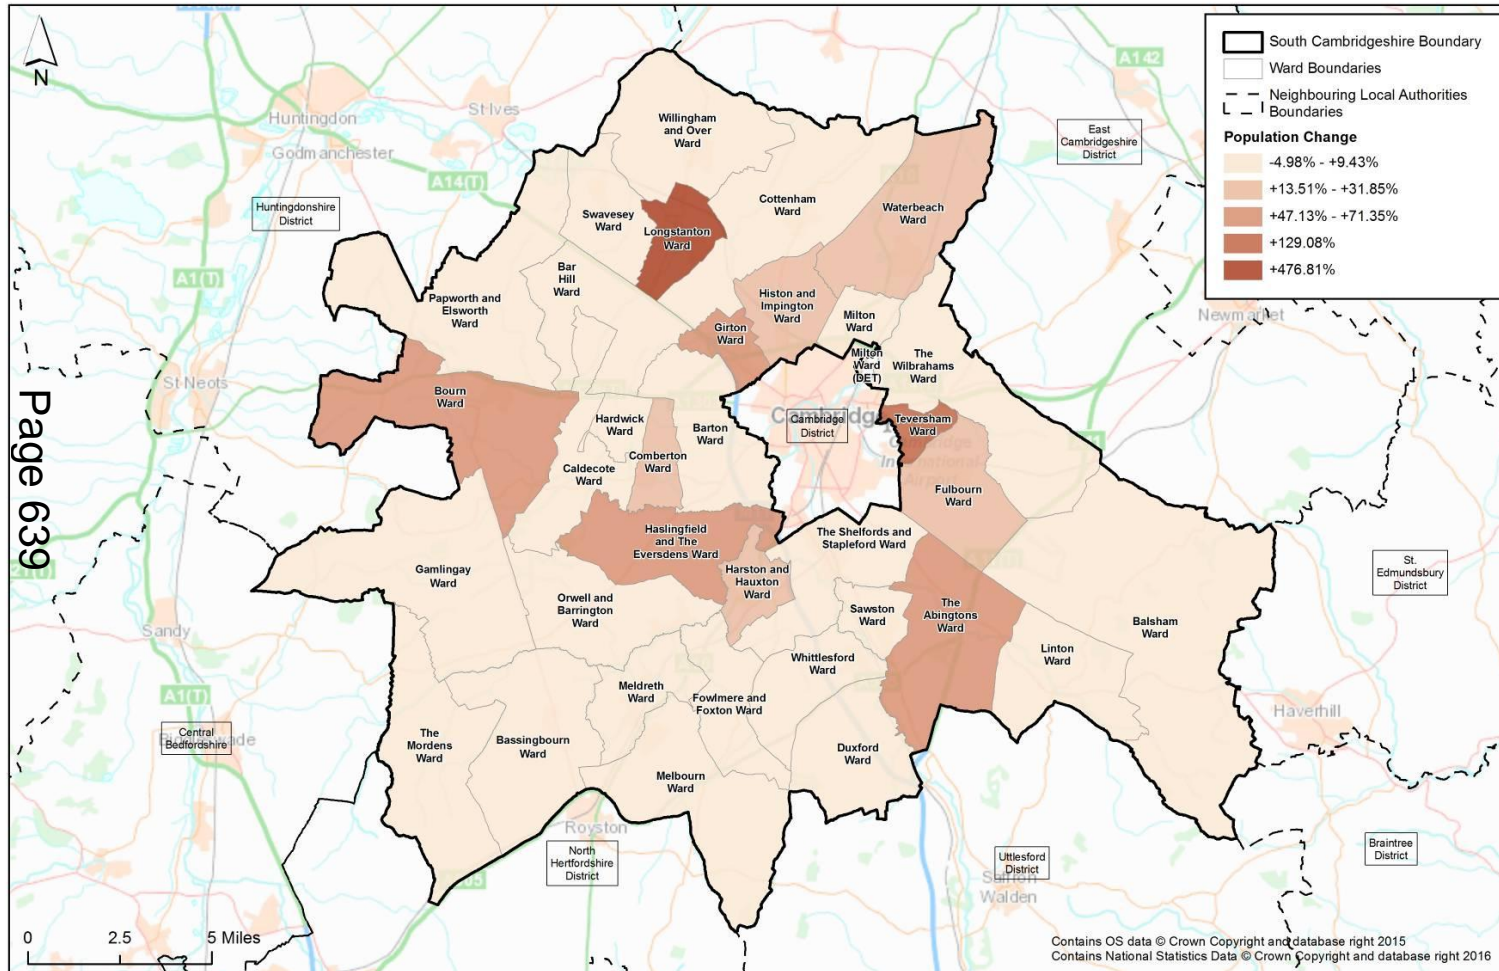 Page 639
N
South Cambridgeshire Boundary
Ward Boundaries
Neighbouring Local Authorities
Boundaries
Population Change
-4.98% - +9.43%
+13.51% - +31.85%
+47.13% - +71.35%
+129.08%
+476.81%
A142
East
Cambridgeshire
District
St Ives
Huntingdon
Godmanchester
A14(T)
Huntingdonshire
District
A1(T)
Willingham
and Over
Ward
Cottenham
Ward
Waterbeach
Ward
Swavesey
Ward
Longstanton
Ward
Bar
Hill
Ward
Papworth and
Elsworth
Ward
Histon and
Impington
Ward
Girton
Ward
Milton
Ward
Milton
Ward
(DET)
The
Wilbrahams
Ward
Newmarket
St Neots
Bourn
Ward
Hardwick
Ward
Comberton
Ward
Barton
Ward
Cambridge
District
Teversham
Ward
Caldecote
Ward
Fulbourn
Ward
Haslingfield
and The
Eversdens Ward
The Shelfords and
Stapleford Ward
Harston and
Hauxton
Ward
Gamlingay
Ward
Orwell and
Barrington
Ward
Sawston
Ward
The
Abingtons
Ward
Balsham
Ward
Linton
Ward
St.
Edmundsbury
District
Sandy
Whittlesford
Ward
Meldreth
Ward
Fowlmere and
Foxton Ward
A1(T)
Haverhill
The
Mordens
Ward
Bassingbourn
Ward
Duxford
Ward
Central
Bedfordshire
Melbourn
Ward
Royston
North
Hertfordshire
District
Uttlesford
District
Saffron
Walden
Braintree
District
0 2.5 5 Miles
Contains OS data © Crown Copyright and database right 2015
Contains National Statistics Data © Crown Copyright and database right 2016